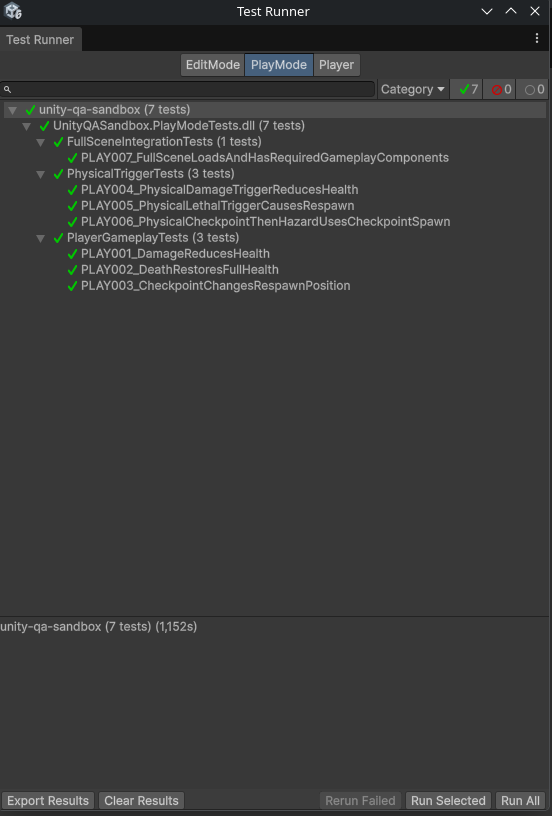 Test Runner
Test Runner
EditMode PlayMode Player
Category 7 0 0
unity-qa-sandbox (7 tests)
UnityQASandbox.PlayModeTests.dll (7 tests)
FullSceneIntegrationTests (1 tests)
PLAY007_FullSceneLoadsAndHasRequiredGameplayComponents
PhysicalTriggerTests (3 tests)
PLAY004_PhysicalDamageTriggerReducesHealth
PLAY005_PhysicalLethalTriggerCausesRespawn
PLAY006_PhysicalCheckpointThenHazardUsesCheckpointSpawn
PlayerGameplayTests (3 tests)
PLAY001_DamageReducesHealth
PLAY002_DeathRestoresFullHealth
PLAY003_CheckpointChangesRespawnPosition
unity-qa-sandbox (7 tests) (1,152s)
Export Results Clear Results Rerun Failed Run Selected Run All